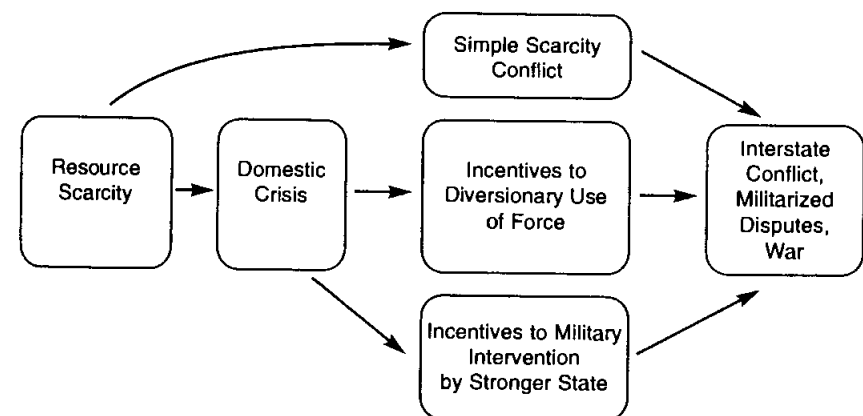 Simple Scarcity
Conflict
Resource
Scarcity
Domestic
Crisis
Incentives to
Diversionary Use
of Force
Interstate
Conflict,
Militarized
Disputes,
War
Incentives to Military
Intervention
by Stronger State